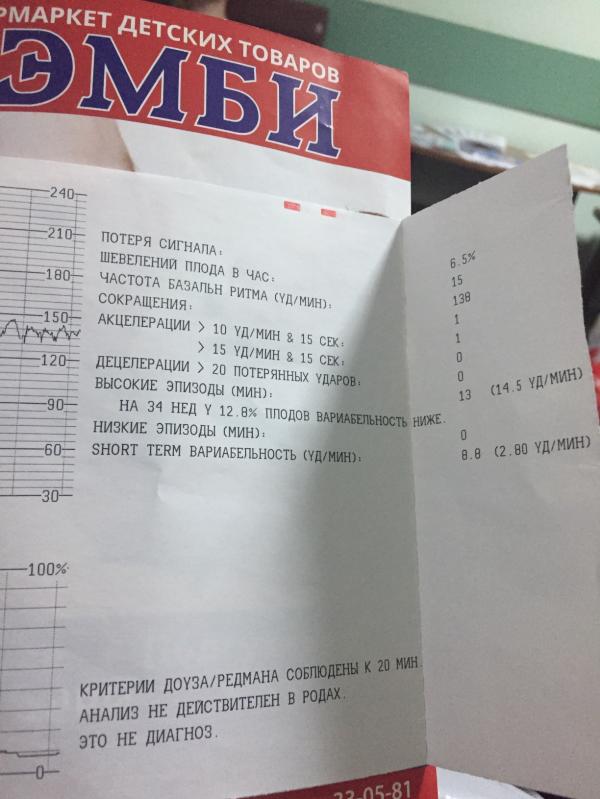 РМАРКЕТ ДЕТСКИХ ТОВАРОВ
ЭМБИ
240
210
180
150
120
90
60
30
ПОТЕРЯ СИГНАЛА: 6.5%
ШЕВЕЛЕНИЙ ПЛОДА В ЧАС: 15
ЧАСТОТА БАЗАЛЬН РИТМА (УД/МИН): 138
СОКРАЩЕНИЯ: 1
АКЦЕЛЕРАЦИИ > 10 УД/МИН & 15 СЕК: 1
> 15 УД/МИН & 15 СЕК: 0
ДЕЦЕЛЕРАЦИИ > 20 ПОТЕРЯННЫХ УДАРОВ: 0
ВЫСОКИЕ ЭПИЗОДЫ (МИН): 13 (14.5 УД/МИН)
НА 34 НЕД У 12.8% ПЛОДОВ ВАРИАБЕЛЬНОСТЬ НИЖЕ.
НИЗКИЕ ЭПИЗОДЫ (МИН): 0
SHORT TERM ВАРИАБЕЛЬНОСТЬ (УД/МИН): 8.8 (2.80 УД/МИН)
100%
0
КРИТЕРИИ ДОУЗА/РЕДМАНА СОБЛЮДЕНЫ К 20 МИН.
АНАЛИЗ НЕ ДЕЙСТВИТЕЛЕН В РОДАХ.
ЭТО НЕ ДИАГНОЗ.
23-05-81